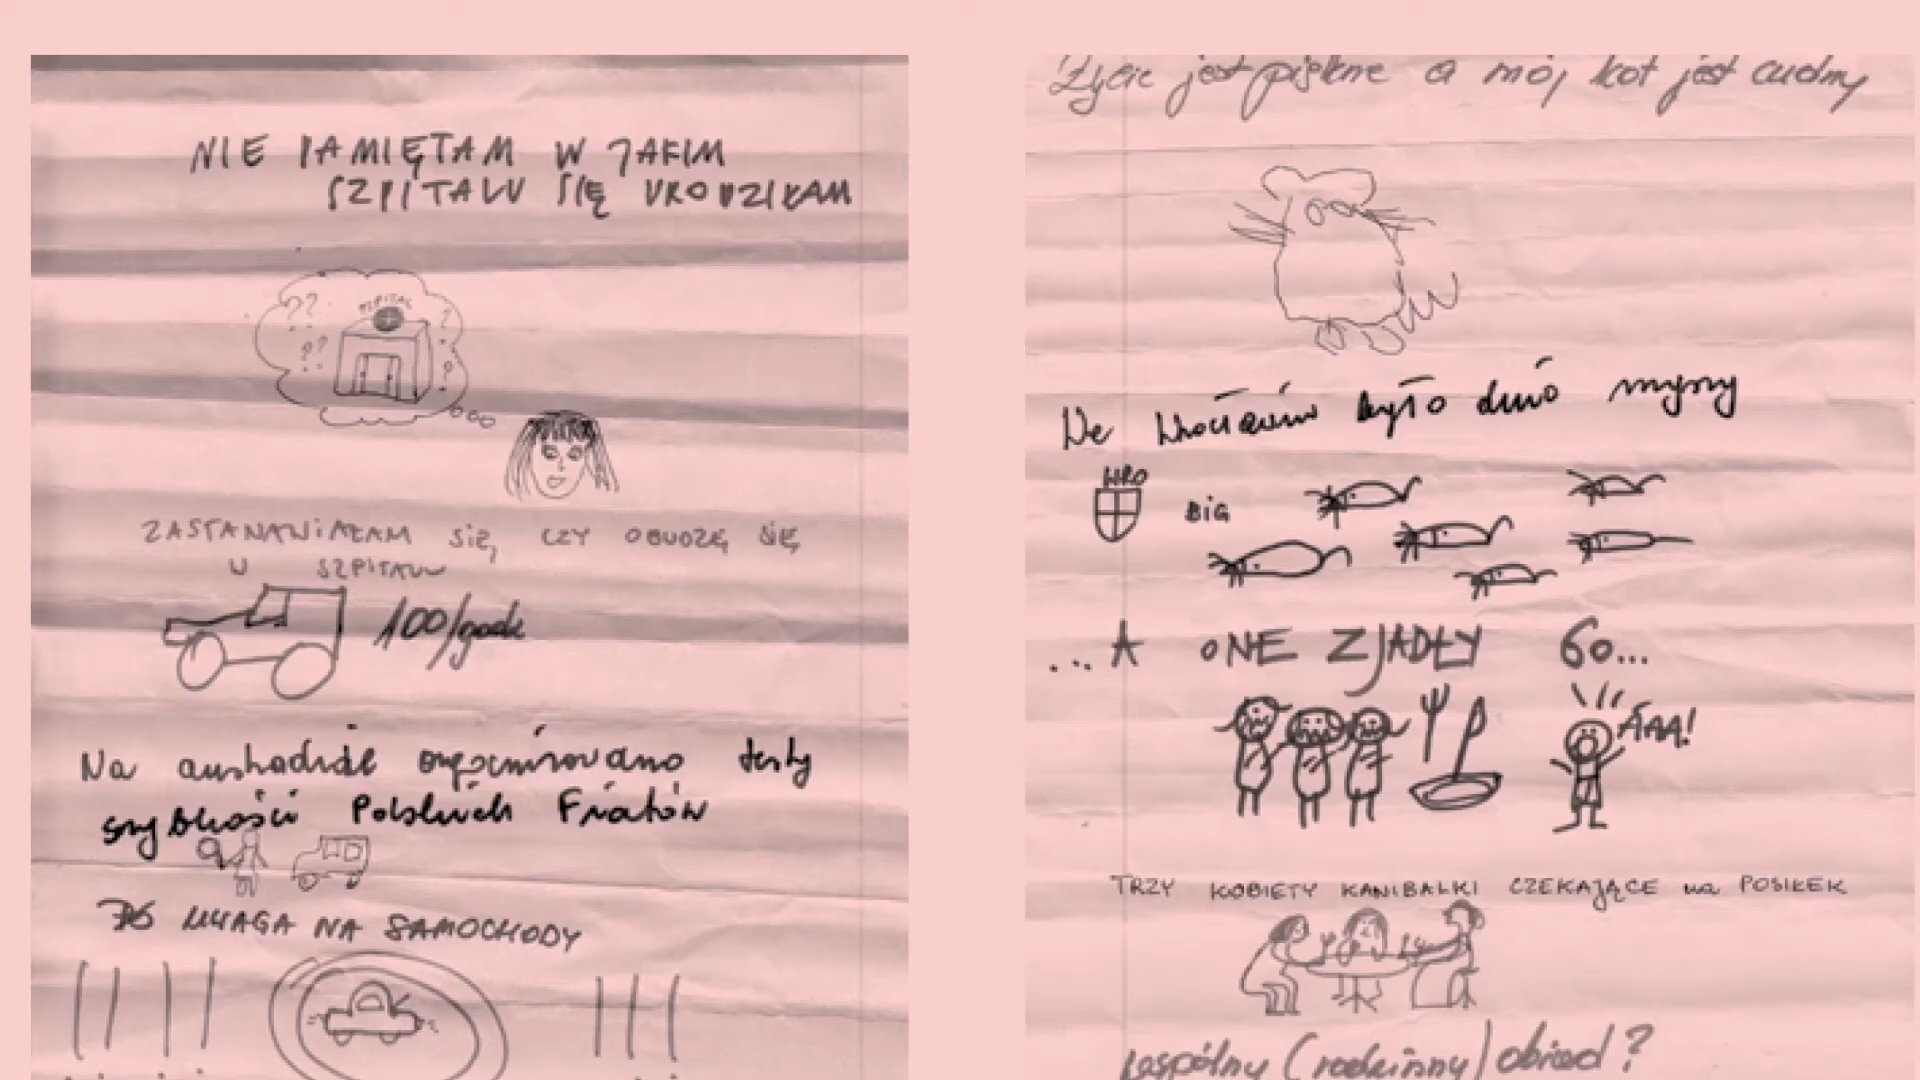 NIE PAMIĘTAM W JAKIM
SZPITALU SIĘ URODZIŁAM
?? ?
SZPITAL
?? ?
ZASTANAWIAŁAM SIĘ, CZY OBUDZĘ SIĘ
W SZPITALU
100/godz
Na autostradzie organizowano testy
szybkości Polskich Fiatów
UWAGA NA SAMOCHODY
Życie jest piękne a mój kot jest cudny
We Wrocławiu było dużo myszy
WRO
BIG
...A ONE ZJADŁY GO...
AAA!
TRZY KOBIETY KANIBALKI CZEKAJĄCE na POSIŁEK
wspólny (rodzinny) obiad?